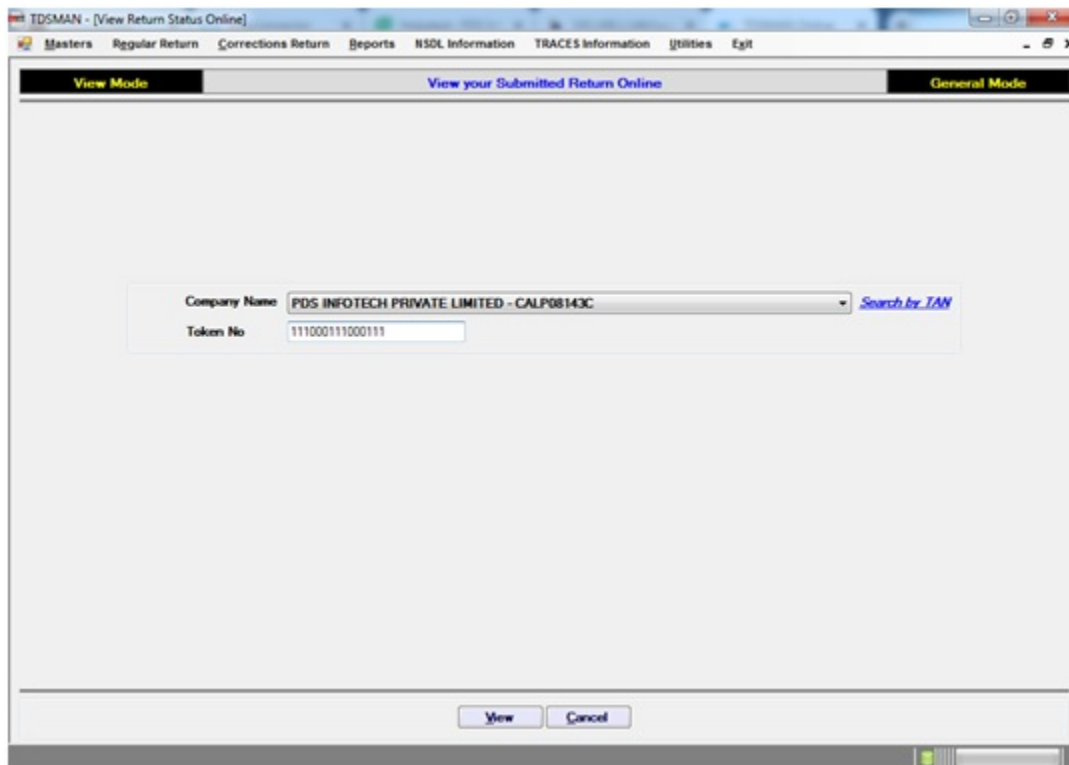 TDSMAN - [View Return Status Online]
Masters Regular Return Corrections Return Reports NSDL Information TRACES Information Utilities Exit
View Mode View your Submitted Return Online General Mode
Company Name PDS INFOTECH PRIVATE LIMITED - CALP08143C Search by TAN
Token No 111000111000111
View Cancel